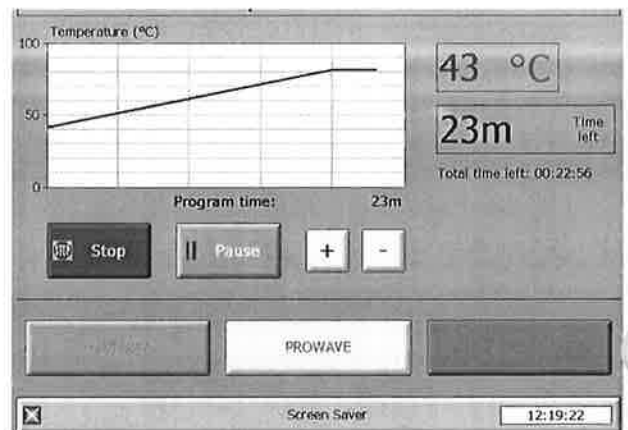 Temperature (°C)
100
50
0
43 °C
23m
Time
left
Total time left: 00:22:56
Program time: 23m
STOP Stop
Pause
+
-
PROWAVE
Screen Saver
12:19:22